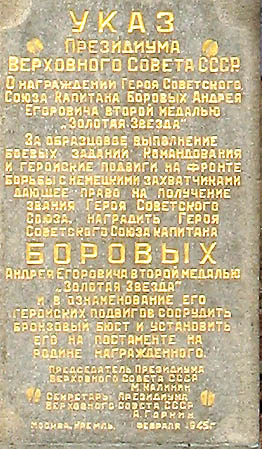 УКАЗ
ПРЕЗИДИУМА
ВЕРХОВНОГО СОВЕТА СССР
О НАГРАЖДЕНИИ ГЕРОЯ СОВЕТСКОГО
СОЮЗА КАПИТАНА БОРОВЫХ АНДРЕЯ
ЕГОРОВИЧА ВТОРОЙ МЕДАЛЬЮ
„ЗОЛОТАЯ ЗВЕЗДА"
ЗА ОБРАЗЦОВОЕ ВЫПОЛНЕНИЕ
БОЕВЫХ ЗАДАНИЙ КОМАНДОВАНИЯ
И ГЕРОЙСКИЕ ПОДВИГИ НА ФРОНТЕ
БОРЬБЫ С НЕМЕЦКИМИ ЗАХВАТЧИКАМИ
ДАЮЩЕЕ ПРАВО НА ПОЛУЧЕНИЕ
ЗВАНИЯ ГЕРОЯ СОВЕТСКОГО
СОЮЗА, НАГРАДИТЬ ГЕРОЯ
СОВЕТСКОГО СОЮЗА КАПИТАНА
БОРОВЫХ
АНДРЕЯ ЕГОРОВИЧА ВТОРОЙ МЕДАЛЬЮ
„ЗОЛОТАЯ ЗВЕЗДА"
И В ОЗНАМЕНОВАНИЕ ЕГО
ГЕРОЙСКИХ ПОДВИГОВ СООРУДИТЬ
БРОНЗОВЫЙ БЮСТ И УСТАНОВИТЬ
ЕГО НА ПОСТАМЕНТЕ НА
РОДИНЕ НАГРАЖДЕННОГО.
ПРЕДСЕДАТЕЛЬ ПРЕЗИДИУМА
ВЕРХОВНОГО СОВЕТА СССР
М. КАЛИНИН
СЕКРЕТАРЬ ПРЕЗИДИУМА
ВЕРХОВНОГО СОВЕТА СССР
А. ГОРКИН
МОСКВА, КРЕМЛЬ. ФЕВРАЛЯ 1945 г